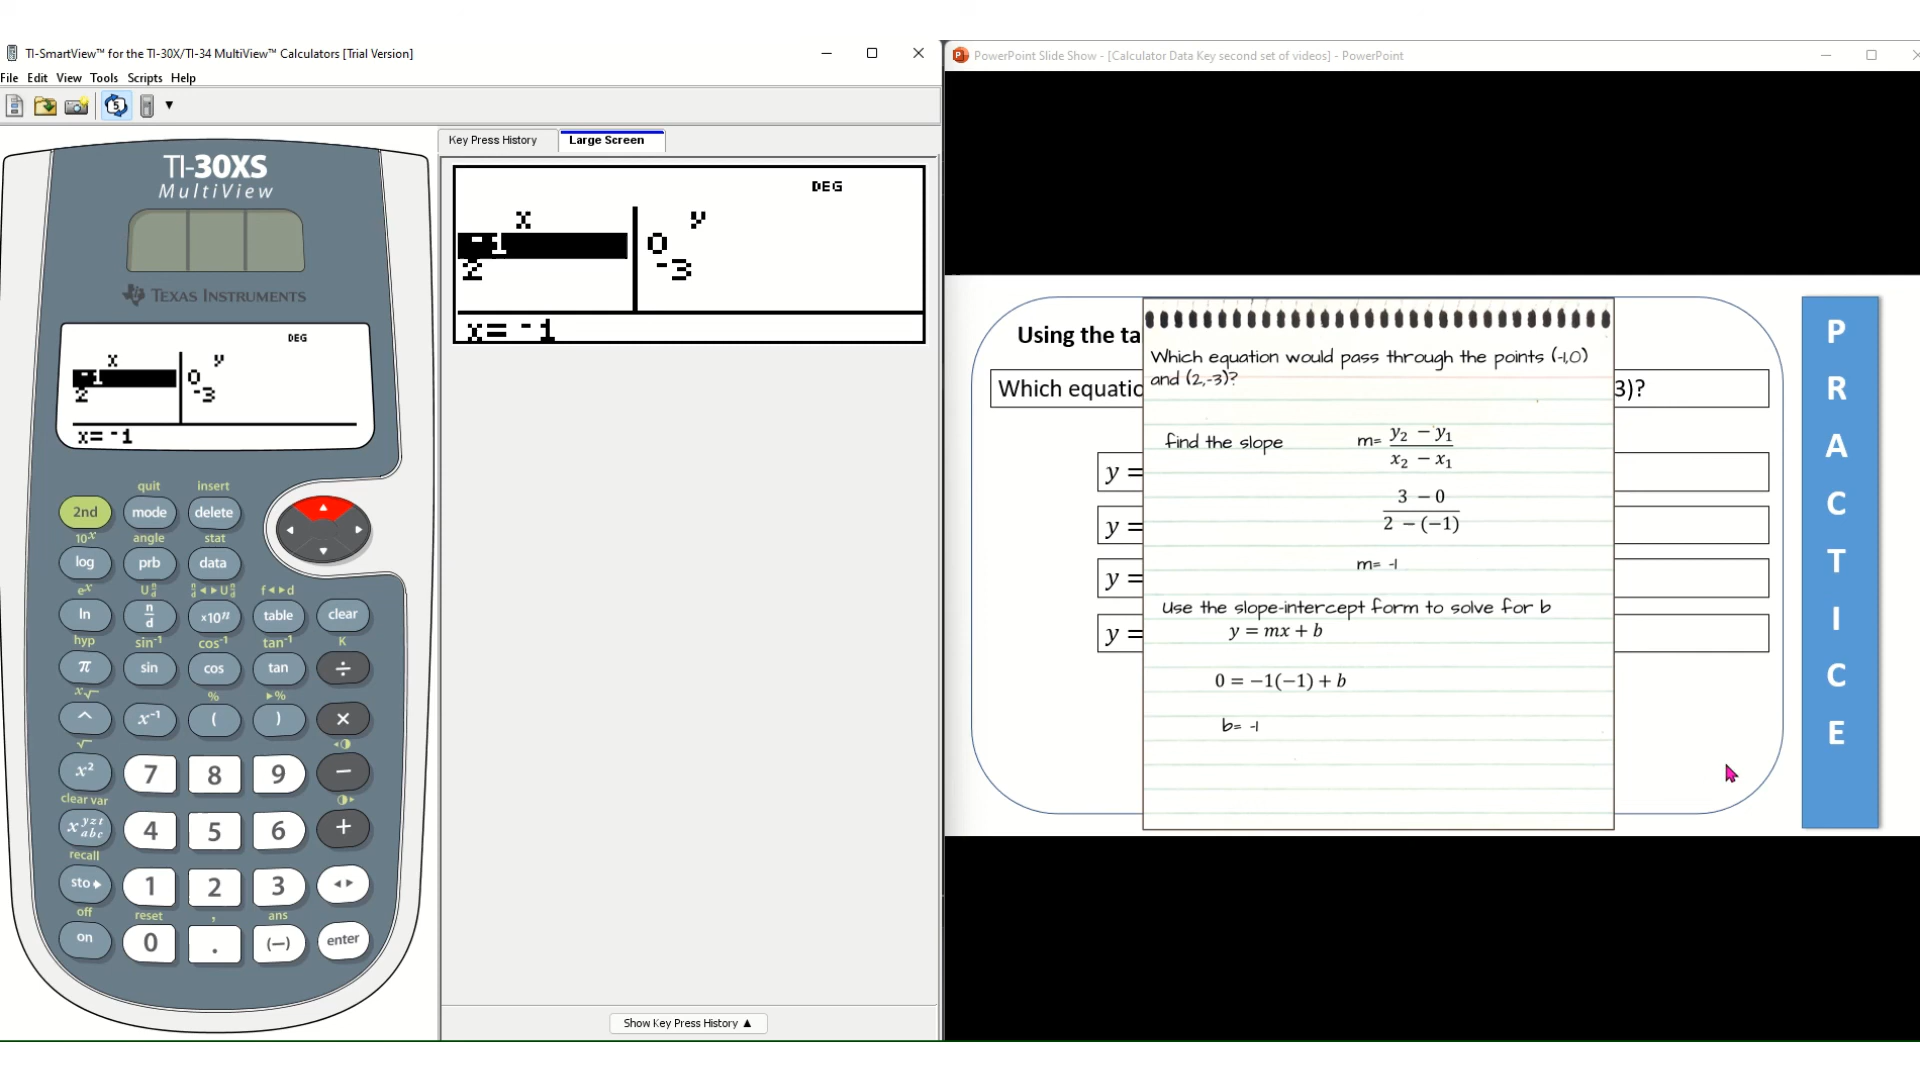 TI-SmartView™ for the TI-30X/TI-34 MultiView™ Calculators [Trial Version]
File Edit View Tools Scripts Help
Key Press History
Large Screen
DEG
x y
-1 0
2 -3
x= -1
Show Key Press History ▲
TI-30XS
MultiView
TEXAS INSTRUMENTS
DEG
x y
-1 0
2 -3
x= -1
quit insert
2nd mode delete
10ˣ angle stat
log prb data
eˣ U n/d n/d ◄► U n/d f◄►d
ln n/d ×10ⁿ table clear
hyp sin⁻¹ cos⁻¹ tan⁻¹ K
π sin cos tan ÷
ˣ√ % ►%
^ x⁻¹ ( ) ×
√
x² 7 8 9 −
clear var
x yzt abc 4 5 6 +
recall
sto► 1 2 3 ◄►
off reset , ans
on 0 . (−) enter
PowerPoint Slide Show - [Calculator Data Key second set of videos] - PowerPoint
Using the ta
Which equatio
3)?
y =
y =
y =
y =
Which equation would pass through the points (-1,0)
and (2,-3)?
find the slope m= y₂ − y₁ / x₂ − x₁
3 − 0 / 2 − (−1)
m= -1
Use the slope-intercept form to solve for b
y = mx + b
0 = −1(−1) + b
b= -1
P
R
A
C
T
I
C
E